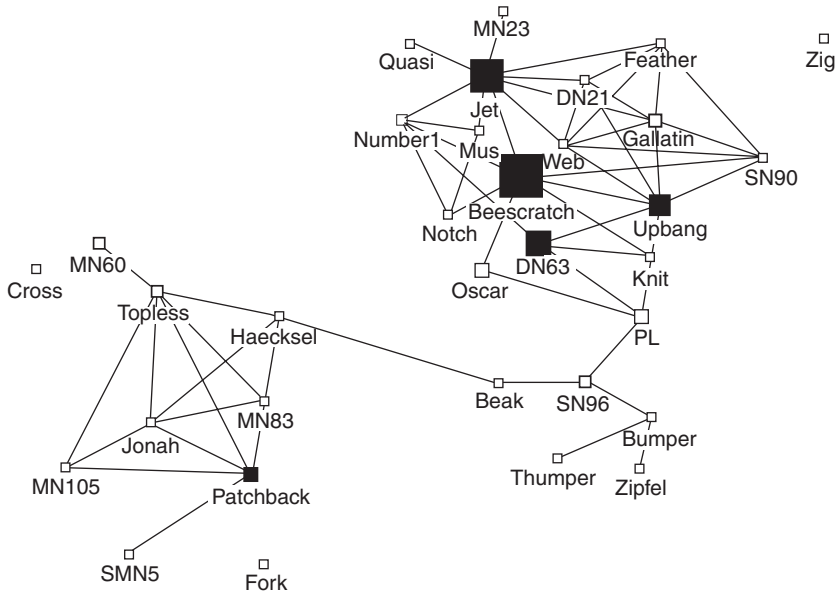 MN23
Quasi
Feather
Zig
DN21
Jet
Number1
Gallatin
Mus
Web
SN90
Beescratch
Notch
Upbang
DN63
MN60
Knit
Cross
Oscar
Topless
Haecksel
PL
Beak
SN96
MN83
Bumper
Jonah
Thumper
MN105
Zipfel
Patchback
SMN5
Fork